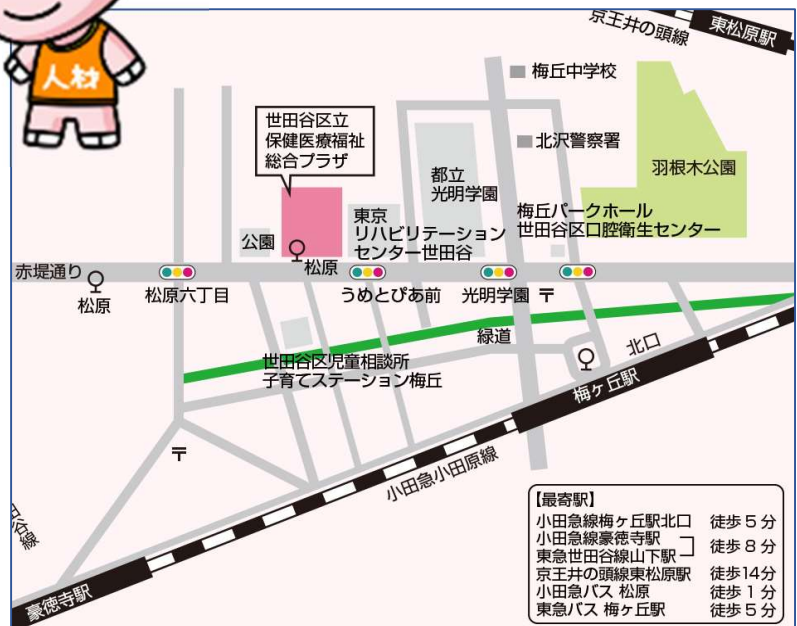 人材
京王井の頭線
東松原駅
梅丘中学校
世田谷区立
保健医療福祉
総合プラザ
北沢警察署
都立
光明学園
羽根木公園
東京
リハビリテーション
センター世田谷
梅丘パークホール
世田谷区口腔衛生センター
公園
松原
赤堤通り
松原
松原六丁目
うめとぴあ前
光明学園
〒
緑道
北口
世田谷区児童相談所
子育てステーション梅丘
梅ヶ丘駅
〒
小田急小田原線
谷線
豪徳寺駅
【最寄駅】
小田急線梅ヶ丘駅北口 徒歩5分
小田急線豪徳寺駅
東急世田谷線山下駅 徒歩8分
京王井の頭線東松原駅 徒歩14分
小田急バス 松原 徒歩1分
東急バス 梅ヶ丘駅 徒歩5分